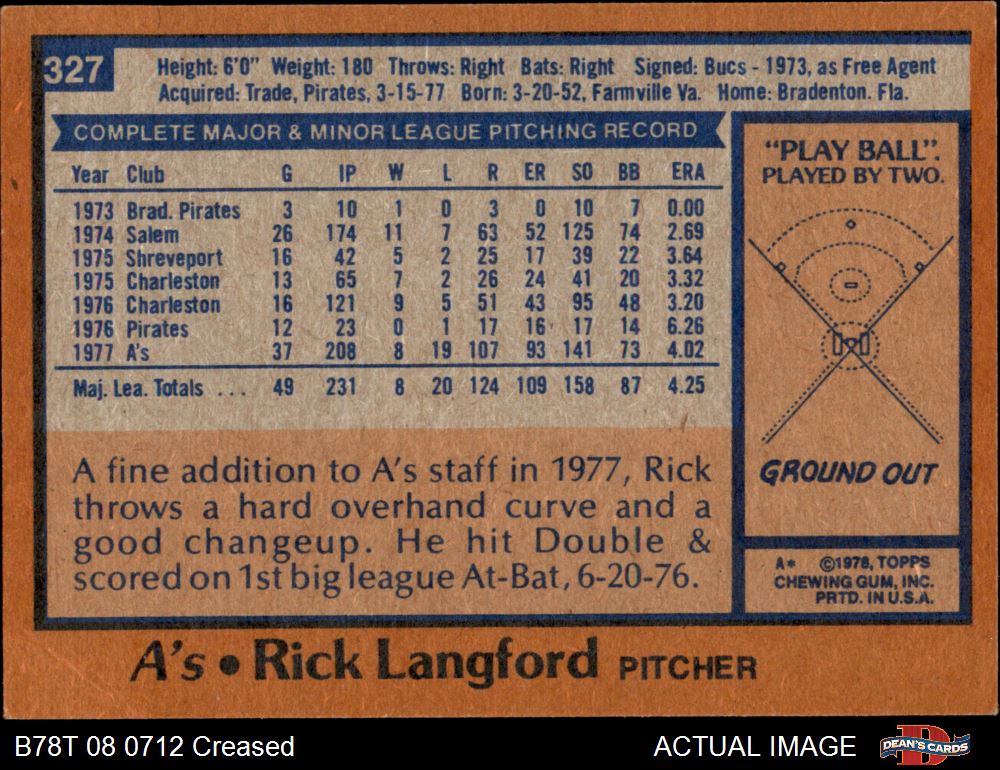 327
Height: 6'0" Weight: 180 Throws: Right Bats: Right Signed: Bucs - 1973, as Free Agent
Acquired: Trade, Pirates, 3-15-77 Born: 3-20-52, Farmville Va. Home: Bradenton. Fla.
COMPLETE MAJOR & MINOR LEAGUE PITCHING RECORD
Year Club G IP W L R ER SO BB ERA
1973 Brad. Pirates 3 10 1 0 3 0 10 7 0.00
1974 Salem 26 174 11 7 63 52 125 74 2.69
1975 Shreveport 16 42 5 2 25 17 39 22 3.64
1975 Charleston 13 65 7 2 26 24 41 20 3.32
1976 Charleston 16 121 9 5 51 43 95 48 3.20
1976 Pirates 12 23 0 1 17 16 17 14 6.26
1977 A's 37 208 8 19 107 93 141 73 4.02
Maj. Lea. Totals ... 49 231 8 20 124 109 158 87 4.25
A fine addition to A's staff in 1977, Rick
throws a hard overhand curve and a
good changeup. He hit Double &
scored on 1st big league At-Bat, 6-20-76.
"PLAY BALL".
PLAYED BY TWO.
GROUND OUT
A* ©1978, TOPPS
CHEWING GUM, INC.
PRTD. IN U.S.A.
A's • Rick Langford PITCHER
B78T 08 0712 Creased
ACTUAL IMAGE
DEAN'S CARDS